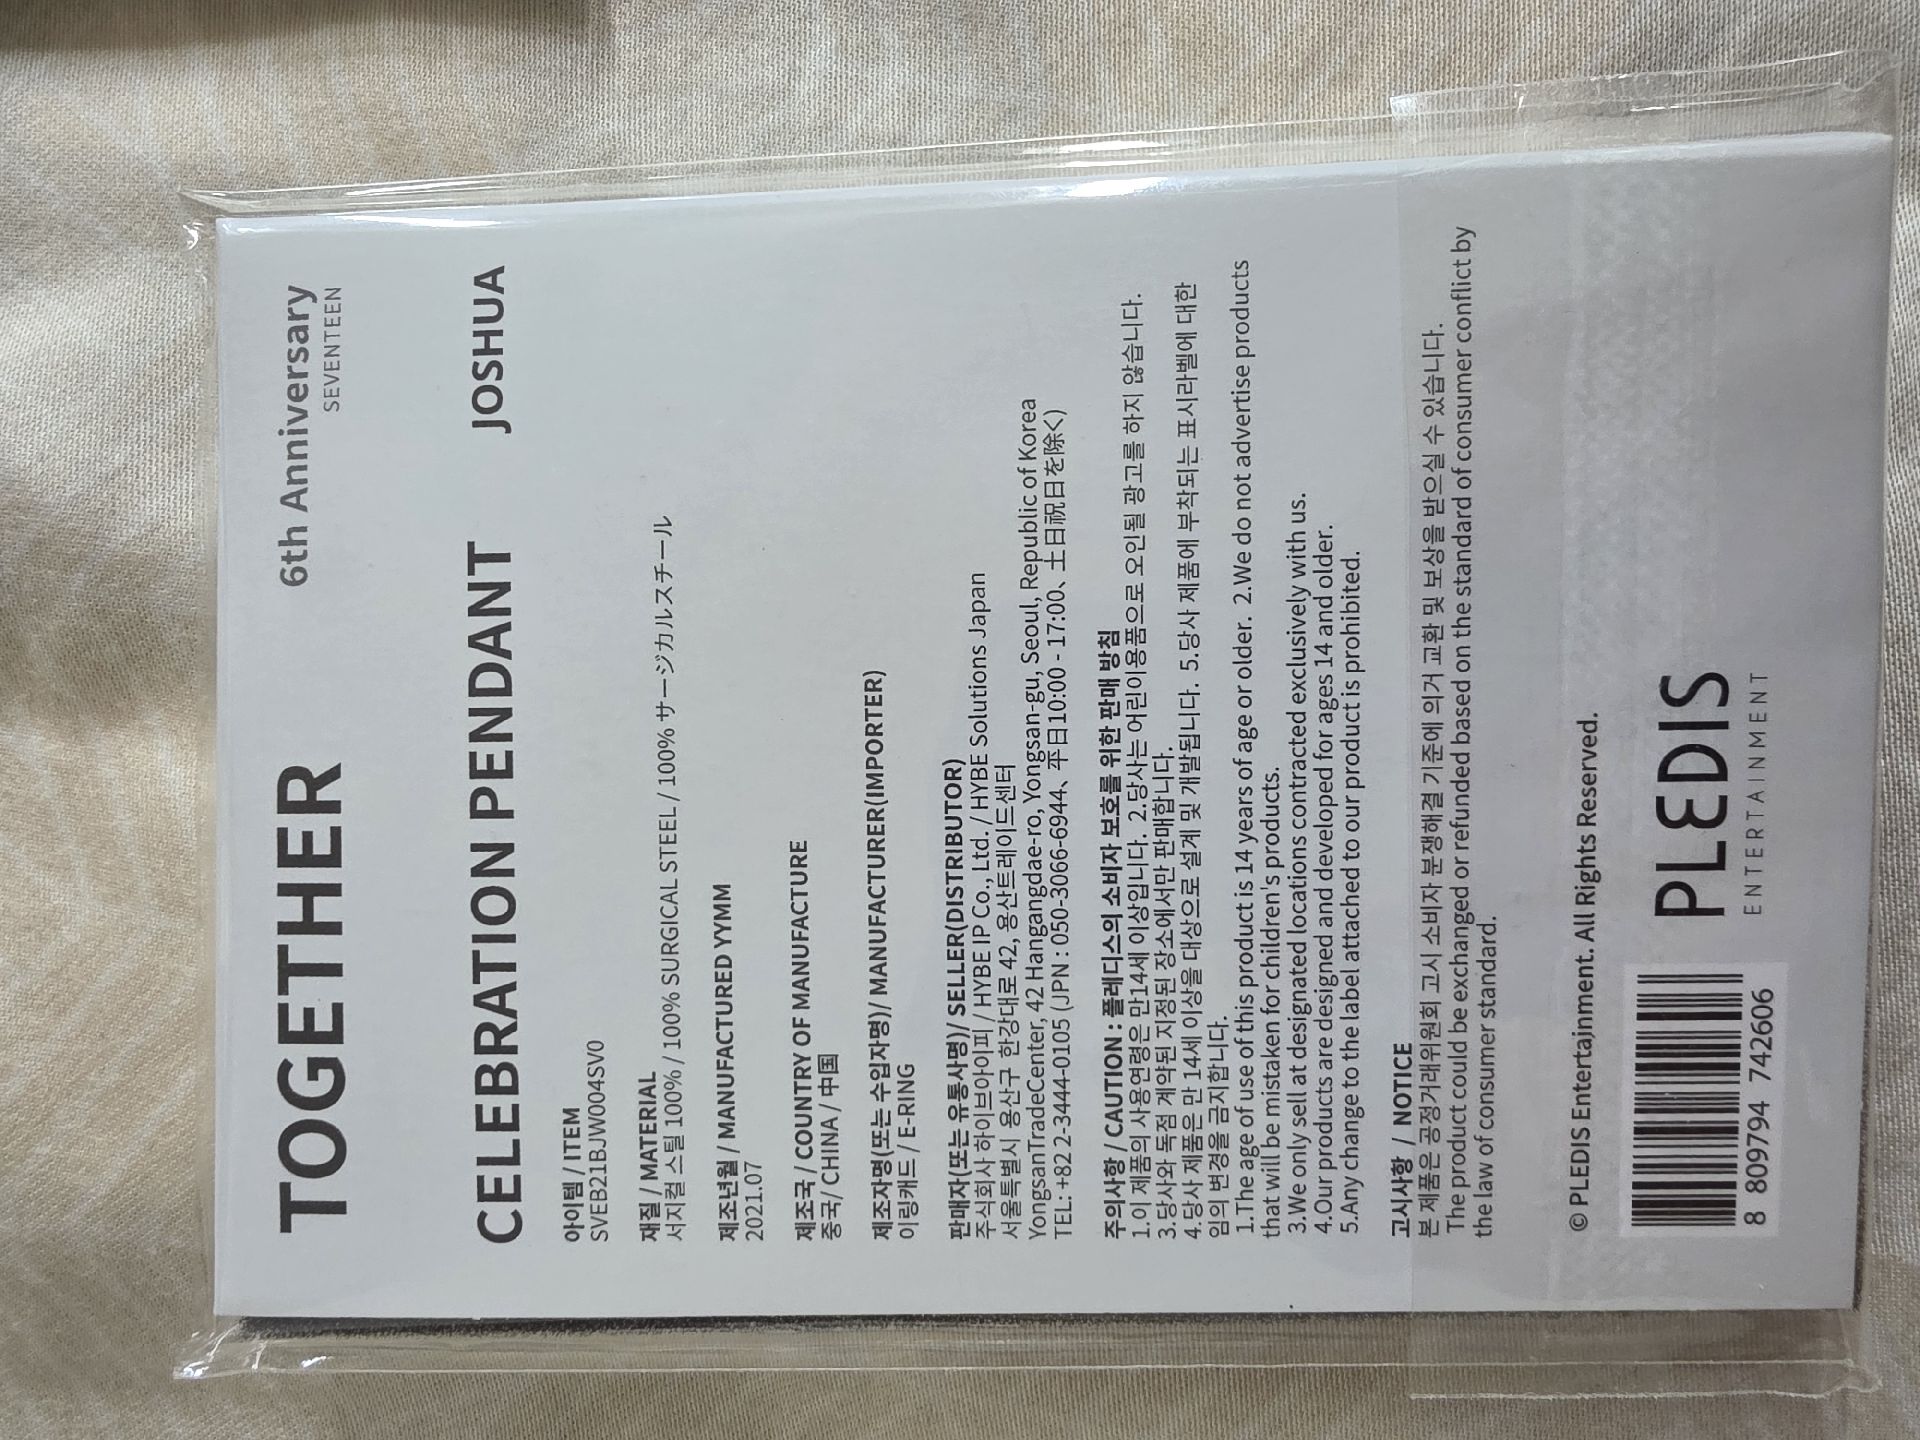 TOGETHER
6th Anniversary
SEVENTEEN
CELEBRATION PENDANT JOSHUA
아이템 / ITEM
SVEB21BJW004SV0
재질 / MATERIAL
서지컬 스틸 100% / 100% SURGICAL STEEL / 100% サージカルスチール
제조년월 / MANUFACTURED YYMM
2021.07
제조국 / COUNTRY OF MANUFACTURE
중국/ CHINA / 中国
제조자명(또는 수입자명)/ MANUFACTURER(IMPORTER)
이링캐드 / E-RING
판매자(또는 유통사명)/ SELLER(DISTRIBUTOR)
주식회사 하이브아이피 / HYBE IP Co., Ltd. / HYBE Solutions Japan
서울특별시 용산구 한강대로 42, 용산트레이드센터
YongsanTradeCenter, 42 Hangangdae-ro, Yongsan-gu, Seoul, Republic of Korea
TEL: +82 2-3444-0105 (JPN : 050-3066-6944、平日10:00 - 17:00、土日祝日を除く)
주의사항 / CAUTION : 플레디스의 소비자 보호를 위한 판매 방침
1.이 제품의 사용연령은 만14세 이상입니다. 2.당사는 어린이용품으로 오인될 광고를 하지 않습니다.
3.당사와 독점 계약된 지정된 장소에서만 판매합니다.
4.당사 제품은 만 14세 이상을 대상으로 설계 및 개발됩니다. 5.당사 제품에 부착되는 표시라벨에 대한
임의 변경을 금지합니다.
1.The age of use of this product is 14 years of age or older. 2.We do not advertise products
that will be mistaken for children's products.
3.We only sell at designated locations contracted exclusively with us.
4.Our products are designed and developed for ages 14 and older.
5.Any change to the label attached to our product is prohibited.
고시사항 / NOTICE
본 제품은 공정거래위원회 고시 소비자 분쟁해결 기준에 의거 교환 및 보상을 받으실 수 있습니다.
The product could be exchanged or refunded based on the standard of consumer conflict by
the law of consumer standard.
© PLEDIS Entertainment. All Rights Reserved.
8 809794 742606
PLEDIS
ENTERTAINMENT